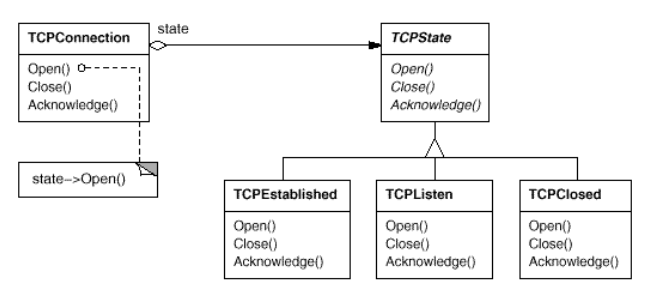 state
TCPConnection
Open()
Close()
Acknowledge()
state->Open()
TCPState
Open()
Close()
Acknowledge()
TCPEstablished
Open()
Close()
Acknowledge()
TCPListen
Open()
Close()
Acknowledge()
TCPClosed
Open()
Close()
Acknowledge()